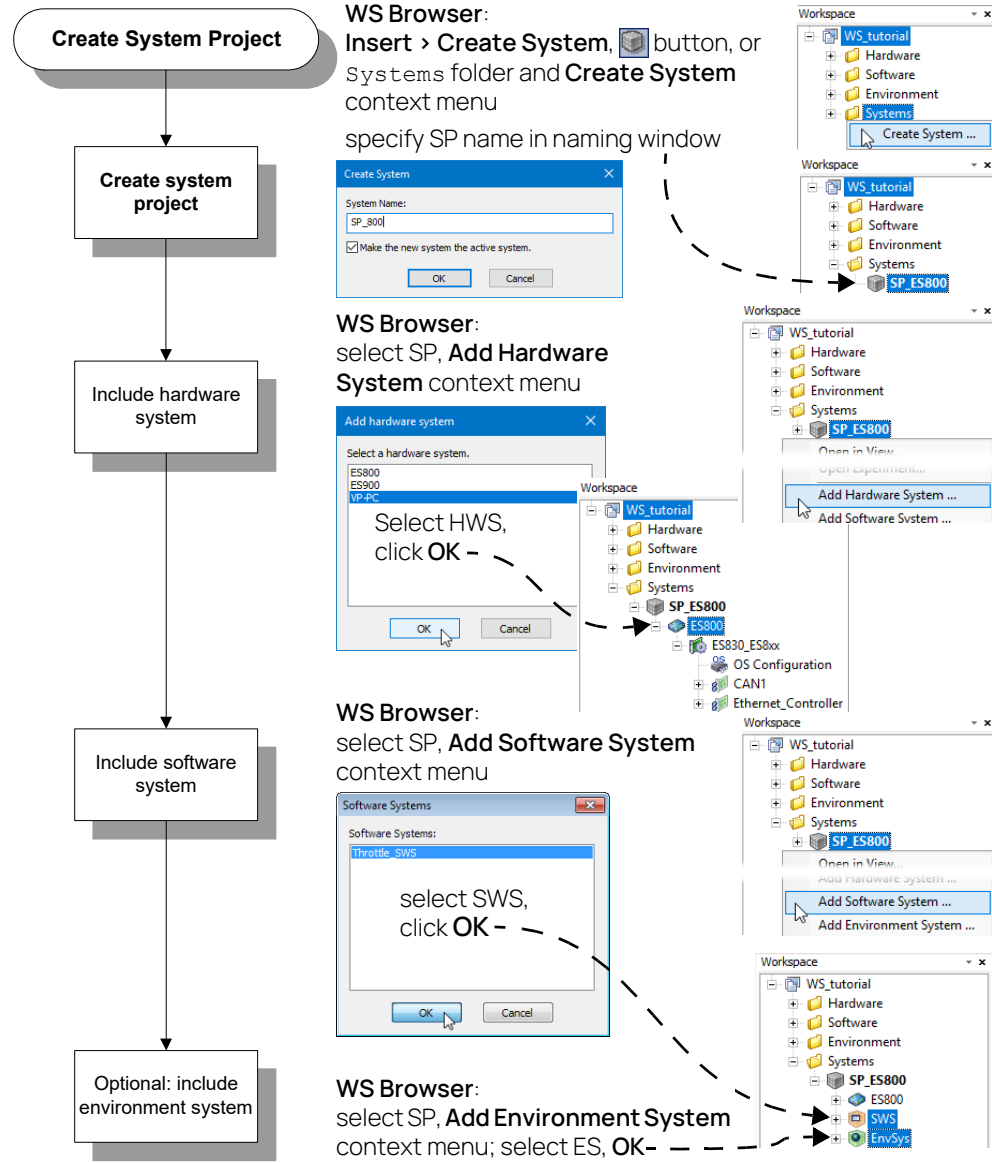 Create System Project
Create system
project
Include hardware
system
Include software
system
Optional: include
environment system
WS Browser:
Insert > Create System, button, or
Systems folder and Create System
context menu
specify SP name in naming window
Create System
System Name:
SP_800
Make the new system the active system.
OK Cancel
Workspace
WS_tutorial
Hardware
Software
Environment
Systems
Create System ...
Workspace
WS_tutorial
Hardware
Software
Environment
Systems
SP_ES800
WS Browser:
select SP, Add Hardware
System context menu
Add hardware system
Select a hardware system.
ES800
ES900
VP-PC
Select HWS,
click OK
OK Cancel
Workspace
WS_tutorial
Hardware
Software
Environment
Systems
SP_ES800
Open in View...
Open Experiment...
Add Hardware System ...
Add Software System ...
Workspace
WS_tutorial
Hardware
Software
Environment
Systems
SP_ES800
ES800
ES830_ES8xx
OS Configuration
CAN1
Ethernet_Controller
WS Browser:
select SP, Add Software System
context menu
Software Systems
Software Systems:
Throttle_SWS
select SWS,
click OK
OK Cancel
Workspace
WS_tutorial
Hardware
Software
Environment
Systems
SP_ES800
Open in View...
Add Hardware System ...
Add Software System ...
Add Environment System ...
WS Browser:
select SP, Add Environment System
context menu; select ES, OK
Workspace
WS_tutorial
Hardware
Software
Environment
Systems
SP_ES800
ES800
SWS
EnvSys